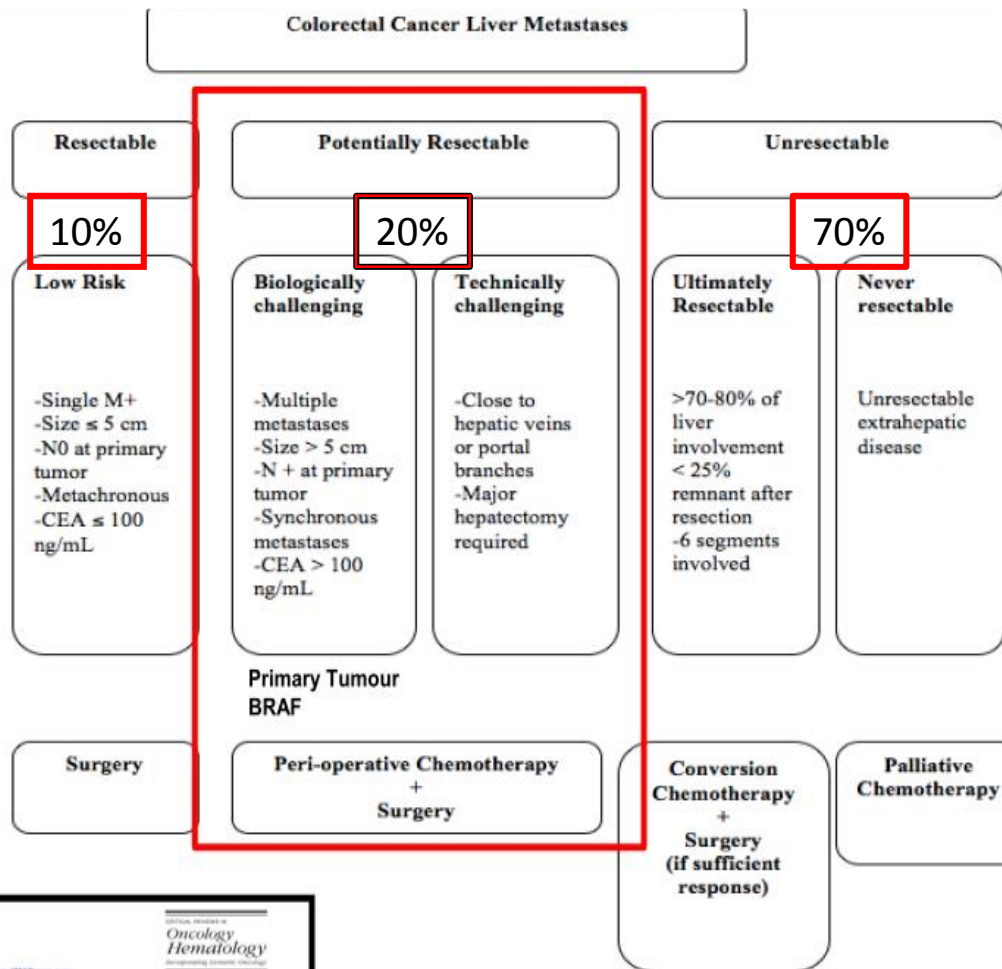 Colorectal Cancer Liver Metastases
Resectable
Potentially Resectable
Unresectable
10%
20%
70%
Low Risk
-Single M+
-Size ≤ 5 cm
-N0 at primary
tumor
-Metachronous
-CEA ≤ 100
ng/mL
Biologically
challenging
-Multiple
metastases
-Size > 5 cm
-N + at primary
tumor
-Synchronous
metastases
-CEA > 100
ng/mL
Technically
challenging
-Close to
hepatic veins
or portal
branches
-Major
hepatectomy
required
Ultimately
Resectable
>70-80% of
liver
involvement
< 25%
remnant after
resection
-6 segments
involved
Never
resectable
Unresectable
extrahepatic
disease
Primary Tumour
BRAF
Surgery
Peri-operative Chemotherapy
+
Surgery
Conversion
Chemotherapy
+
Surgery
(if sufficient
response)
Palliative
Chemotherapy
Oncology
Hematology